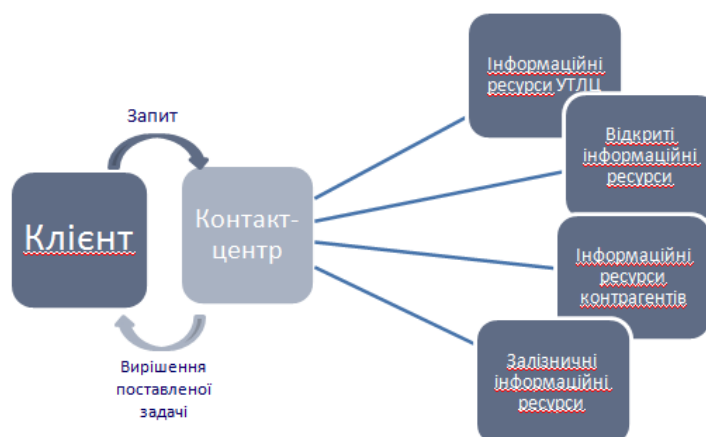 Запит
Клієнт
Контакт-
центр
Вирішення
поставленої
задачі
Інформаційні
ресурси УТЛЦ
Відкриті
інформаційні
ресурси
Інформаційні
ресурси
контрагентів
Залізничні
інформаційні
ресурси